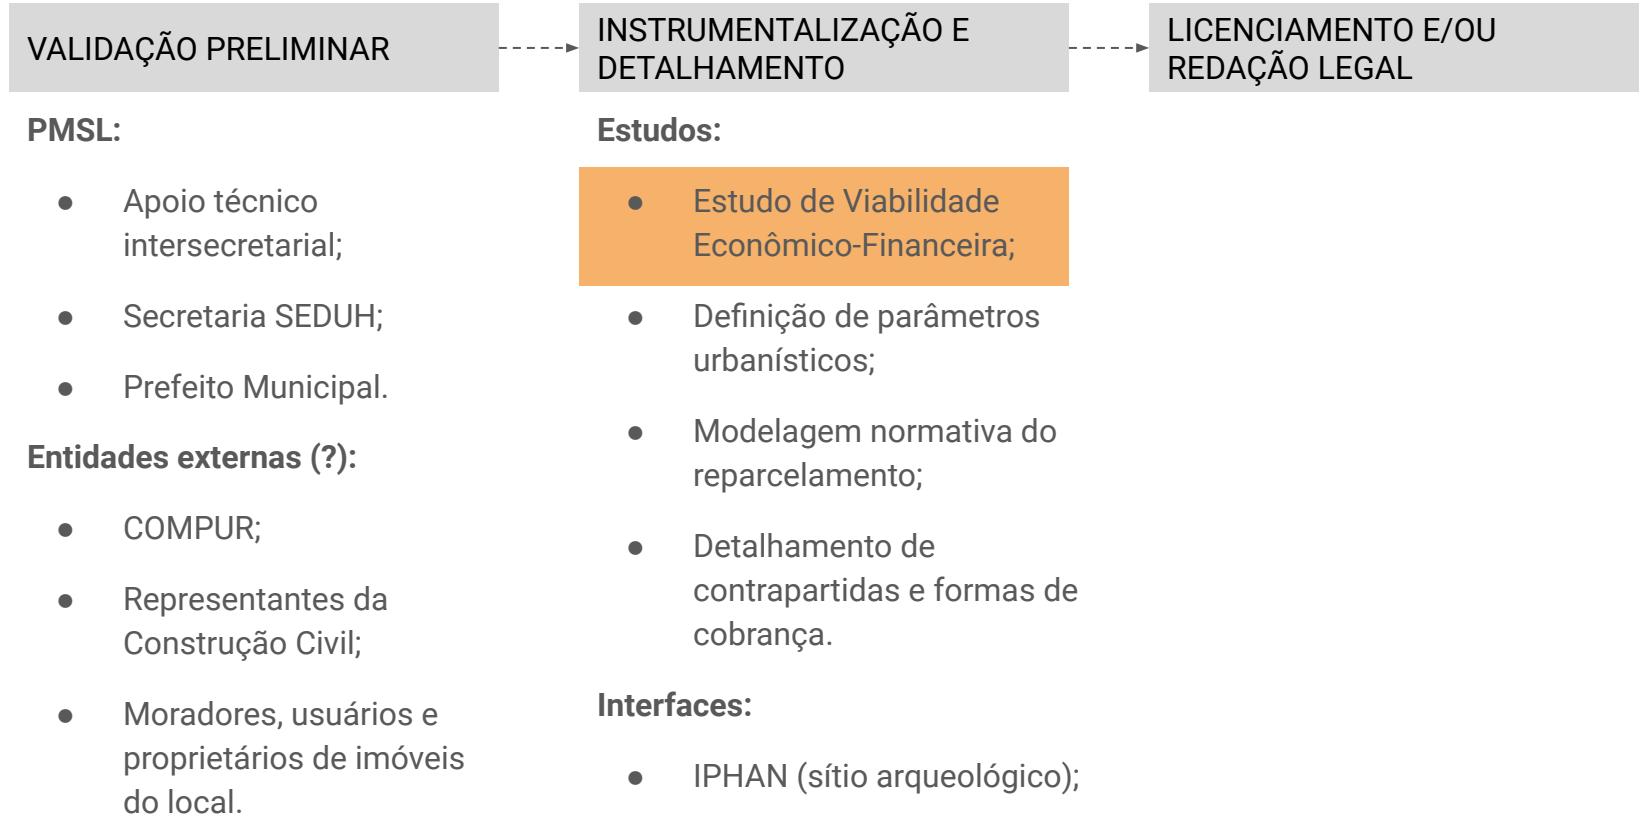 VALIDAÇÃO PRELIMINAR
PMSL:
● Apoio técnico
intersecretarial;
● Secretaria SEDUH;
● Prefeito Municipal.
Entidades externas (?):
● COMPUR;
● Representantes da
Construção Civil;
● Moradores, usuários e
proprietários de imóveis
do local.
INSTRUMENTALIZAÇÃO E
DETALHAMENTO
Estudos:
● Estudo de Viabilidade
Econômico-Financeira;
● Definição de parâmetros
urbanísticos;
● Modelagem normativa do
reparcelamento;
● Detalhamento de
contrapartidas e formas de
cobrança.
Interfaces:
● IPHAN (sítio arqueológico);
LICENCIAMENTO E/OU
REDAÇÃO LEGAL